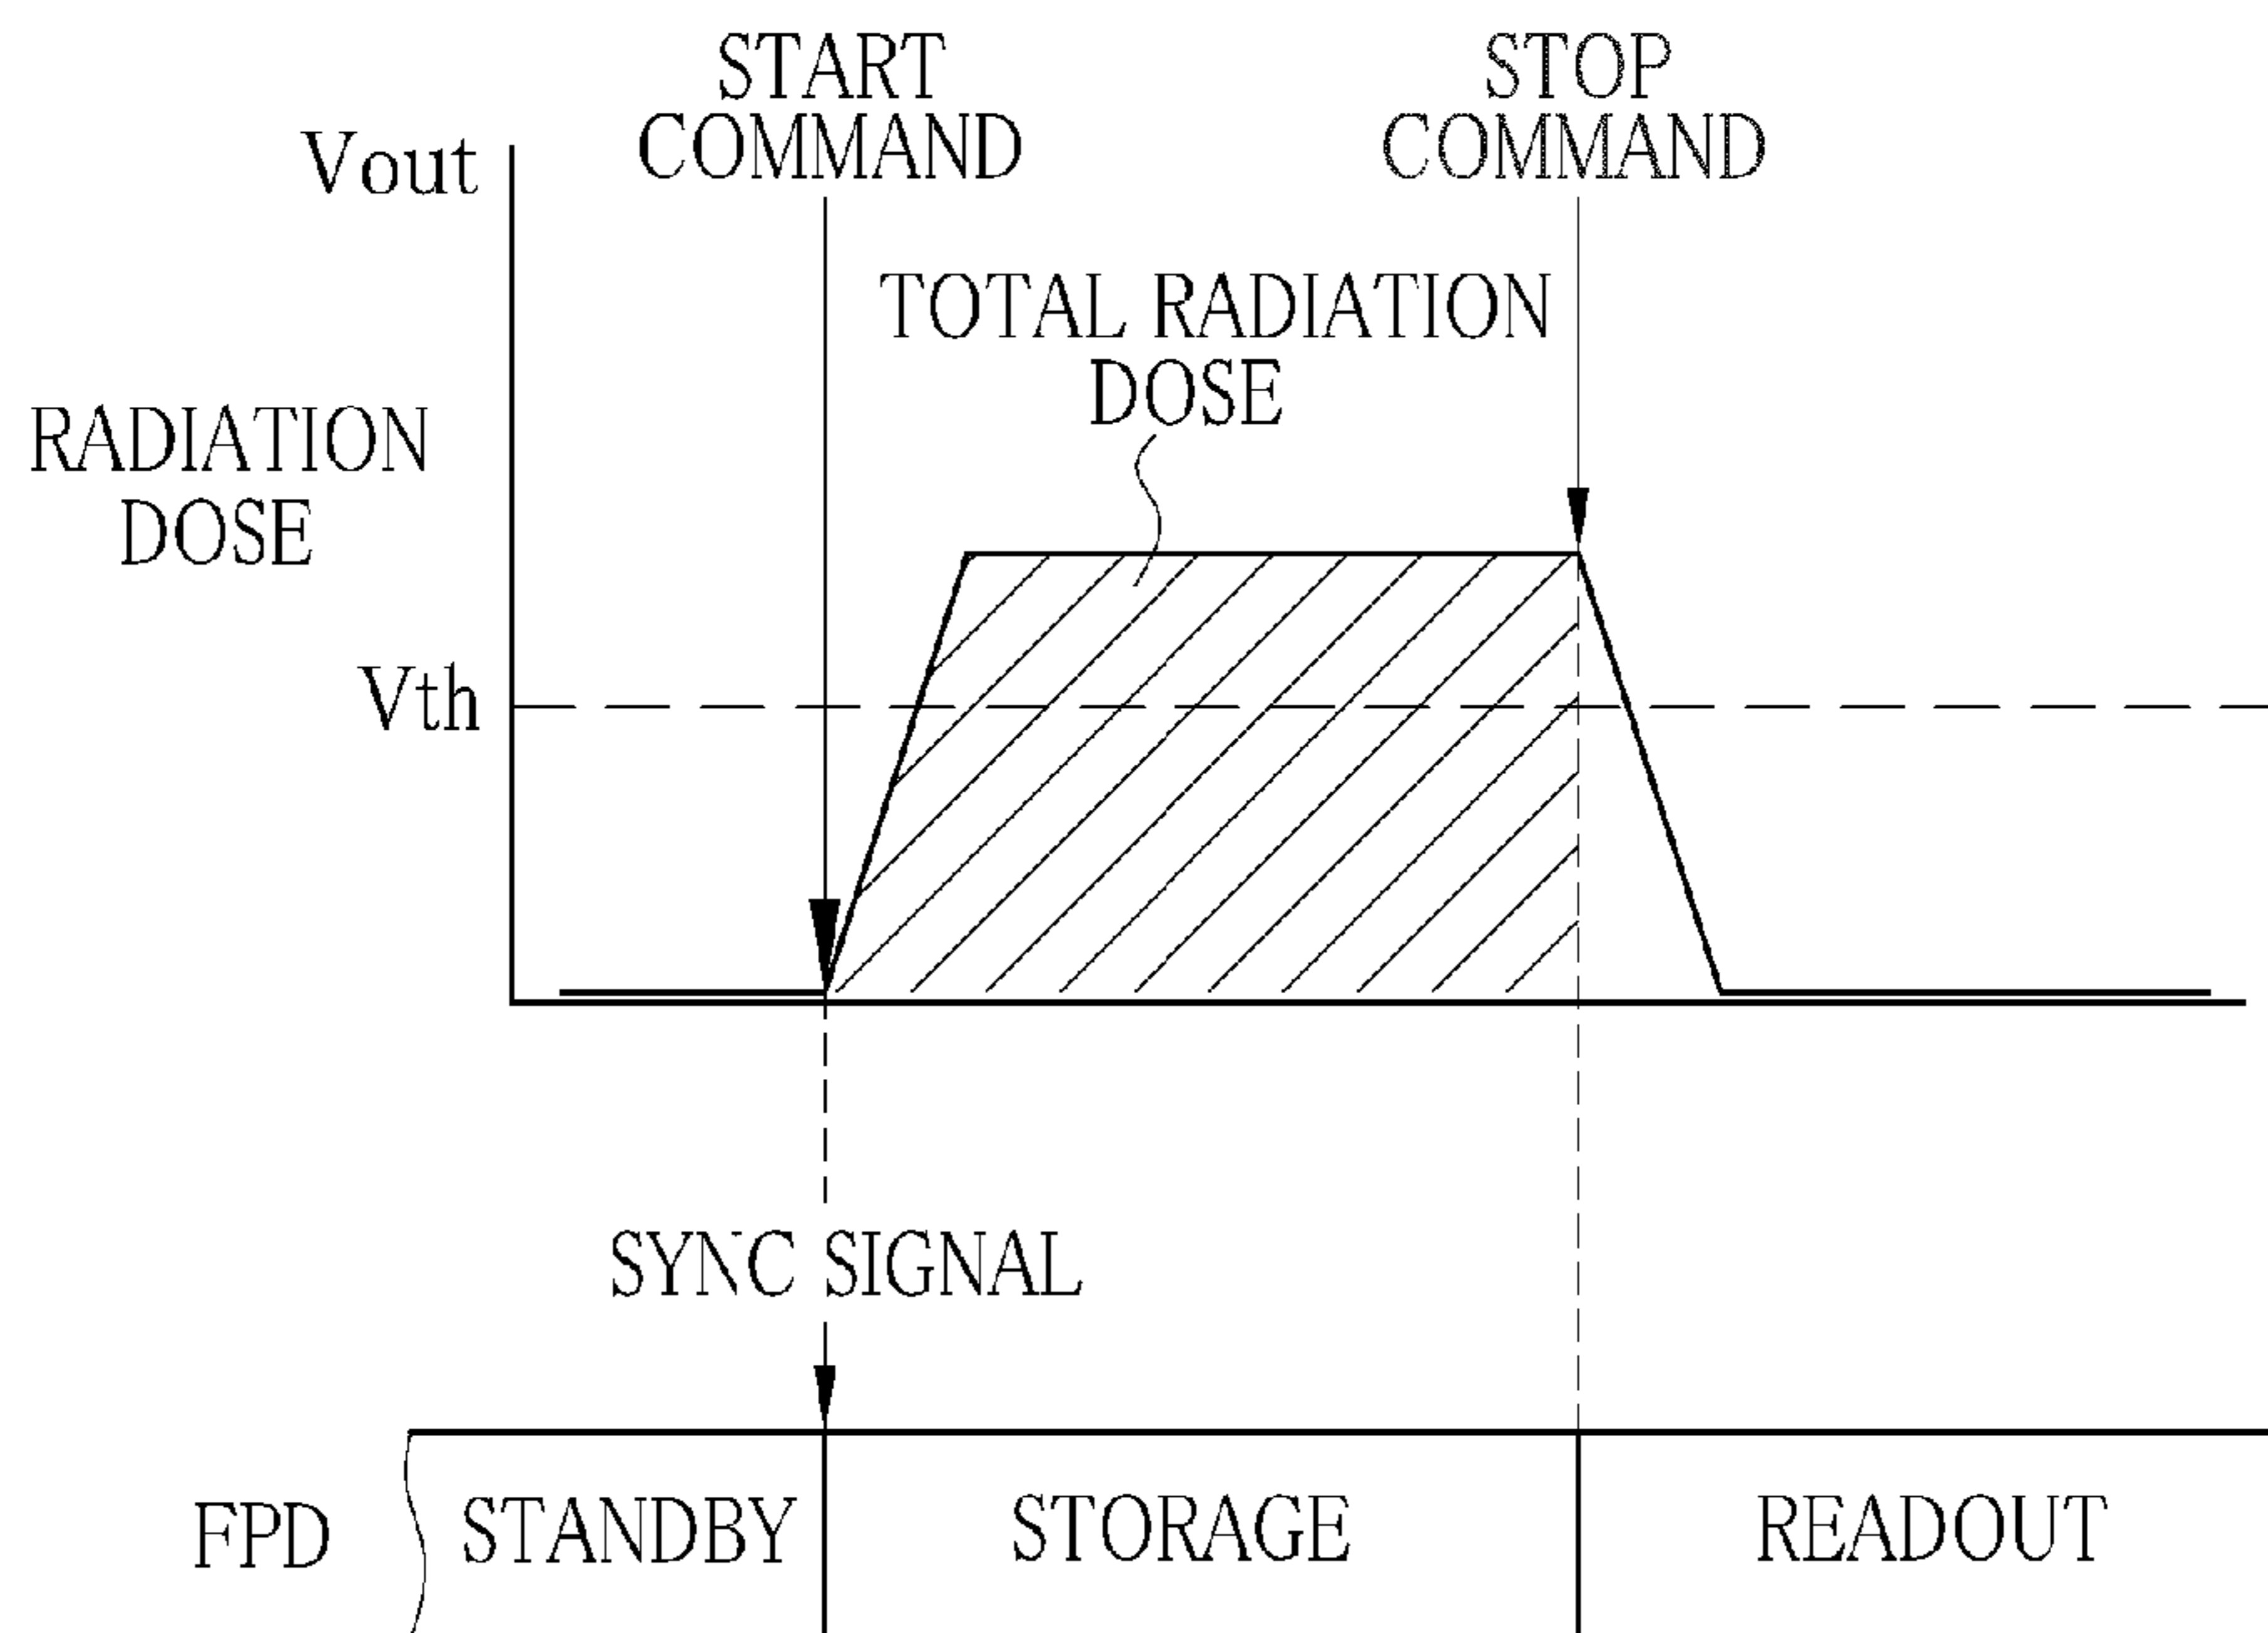 START
COMMAND
STOP
COMMAND
Vout
TOTAL RADIATION
DOSE
RADIATION
DOSE
Vth
SYNC SIGNAL
FPD
STANDBY
STORAGE
READOUT